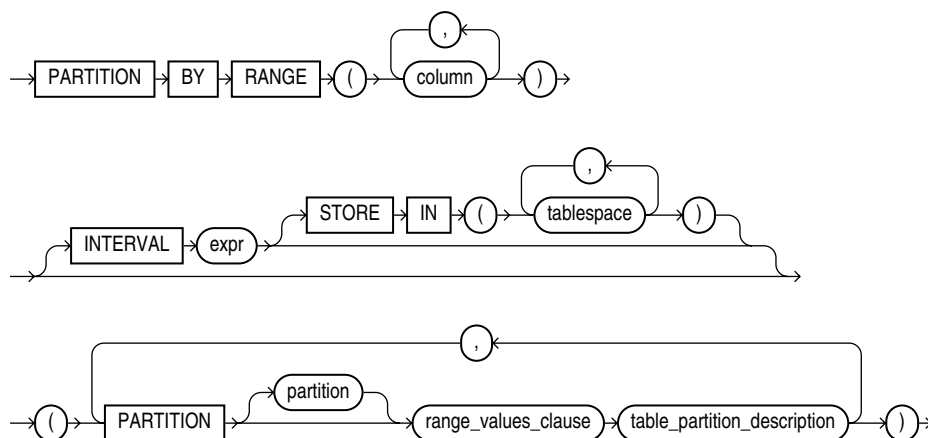 ,
PARTITION BY RANGE ( column )
,
STORE IN ( tablespace )
INTERVAL expr
,
partition
( PARTITION range_values_clause table_partition_description )